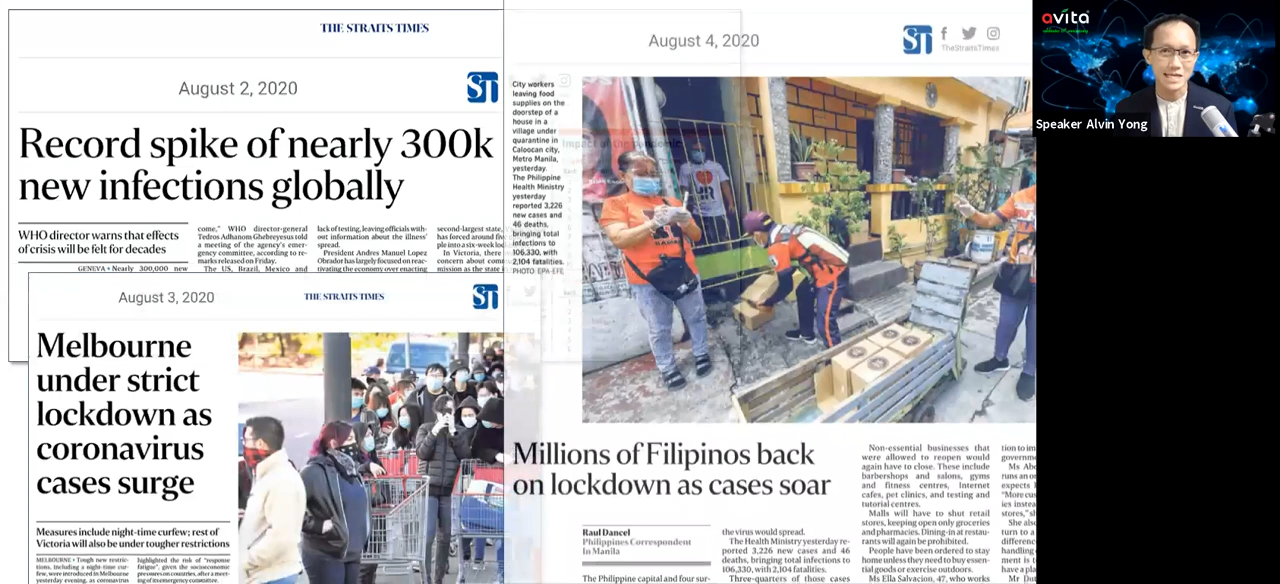 THE STRAITS TIMES
August 2, 2020
ST
Record spike of nearly 300k
new infections globally
WHO director warns that effects
of crisis will be felt for decades
GENEVA • Nearly 300,000 new
come,” WHO director-general
Tedros Adhanom Ghebreyesus told
a meeting of the agency's emer-
gency committee, according to re-
marks released on Friday.
The US, Brazil, Mexico and
lack of testing, leaving officials with-
out information about the illness'
spread.
President Andres Manuel Lopez
Obrador has largely focused on reac-
tivating the economy over enacting
second-largest state,
has forced around
ple into a six-week
In Victoria, there
concern about
mission as the state
August 3, 2020
THE STRAITS TIMES
ST
Melbourne
under strict
lockdown as
coronavirus
cases surge
Measures include night-time curfew; rest of
Victoria will also be under tougher restrictions
MELBOURNE • Tough new restric-
tions, including a night-time cur-
few, were introduced in Melbourne
yesterday evening, as coronavirus
highlighted the risk of "response
fatigue", given the socioeconomic
pressures on countries, after a meet-
ing of its emergency committee.
August 4, 2020
ST
TheStraitsTimes
City workers
leaving food
supplies on the
doorstep of a
house in a
village under
quarantine in
Caloocan city,
Metro Manila,
yesterday.
The Philippine
Health Ministry
yesterday
reported 3,226
new cases and
46 deaths,
bringing total
infections to
106,330, with
2,104 fatalities.
PHOTO: EPA-EFE
Impact of the pandemic
Millions of Filipinos back
on lockdown as cases soar
Raul Dancel
Philippines Correspondent
In Manila
The Philippine capital and four sur-
the virus would spread.
The Health Ministry yesterday re-
ported 3,226 new cases and 46
deaths, bringing total infections to
106,330, with 2,104 fatalities.
Three-quarters of those cases
Non-essential businesses that
were allowed to reopen would
again have to close. These include
barbershops and salons, gyms
and fitness centres, Internet
cafes, pet clinics, and testing and
tutorial centres.
Malls will have to shut retail
stores, keeping open only groceries
and pharmacies. Dining-in at restau-
rants will again be prohibited.
People have been ordered to stay
home unless they need to buy essen-
tial goods or exercise outdoors.
Ms Ella Salvacion, 47, who works
tion to im
governme
Ms Abe
runs an o
expects
"More cu
ies instea
stores," sh
She also
turn to a
difference
handling
ment is
have a pla
Mr Du
avita
Speaker Alvin Yong